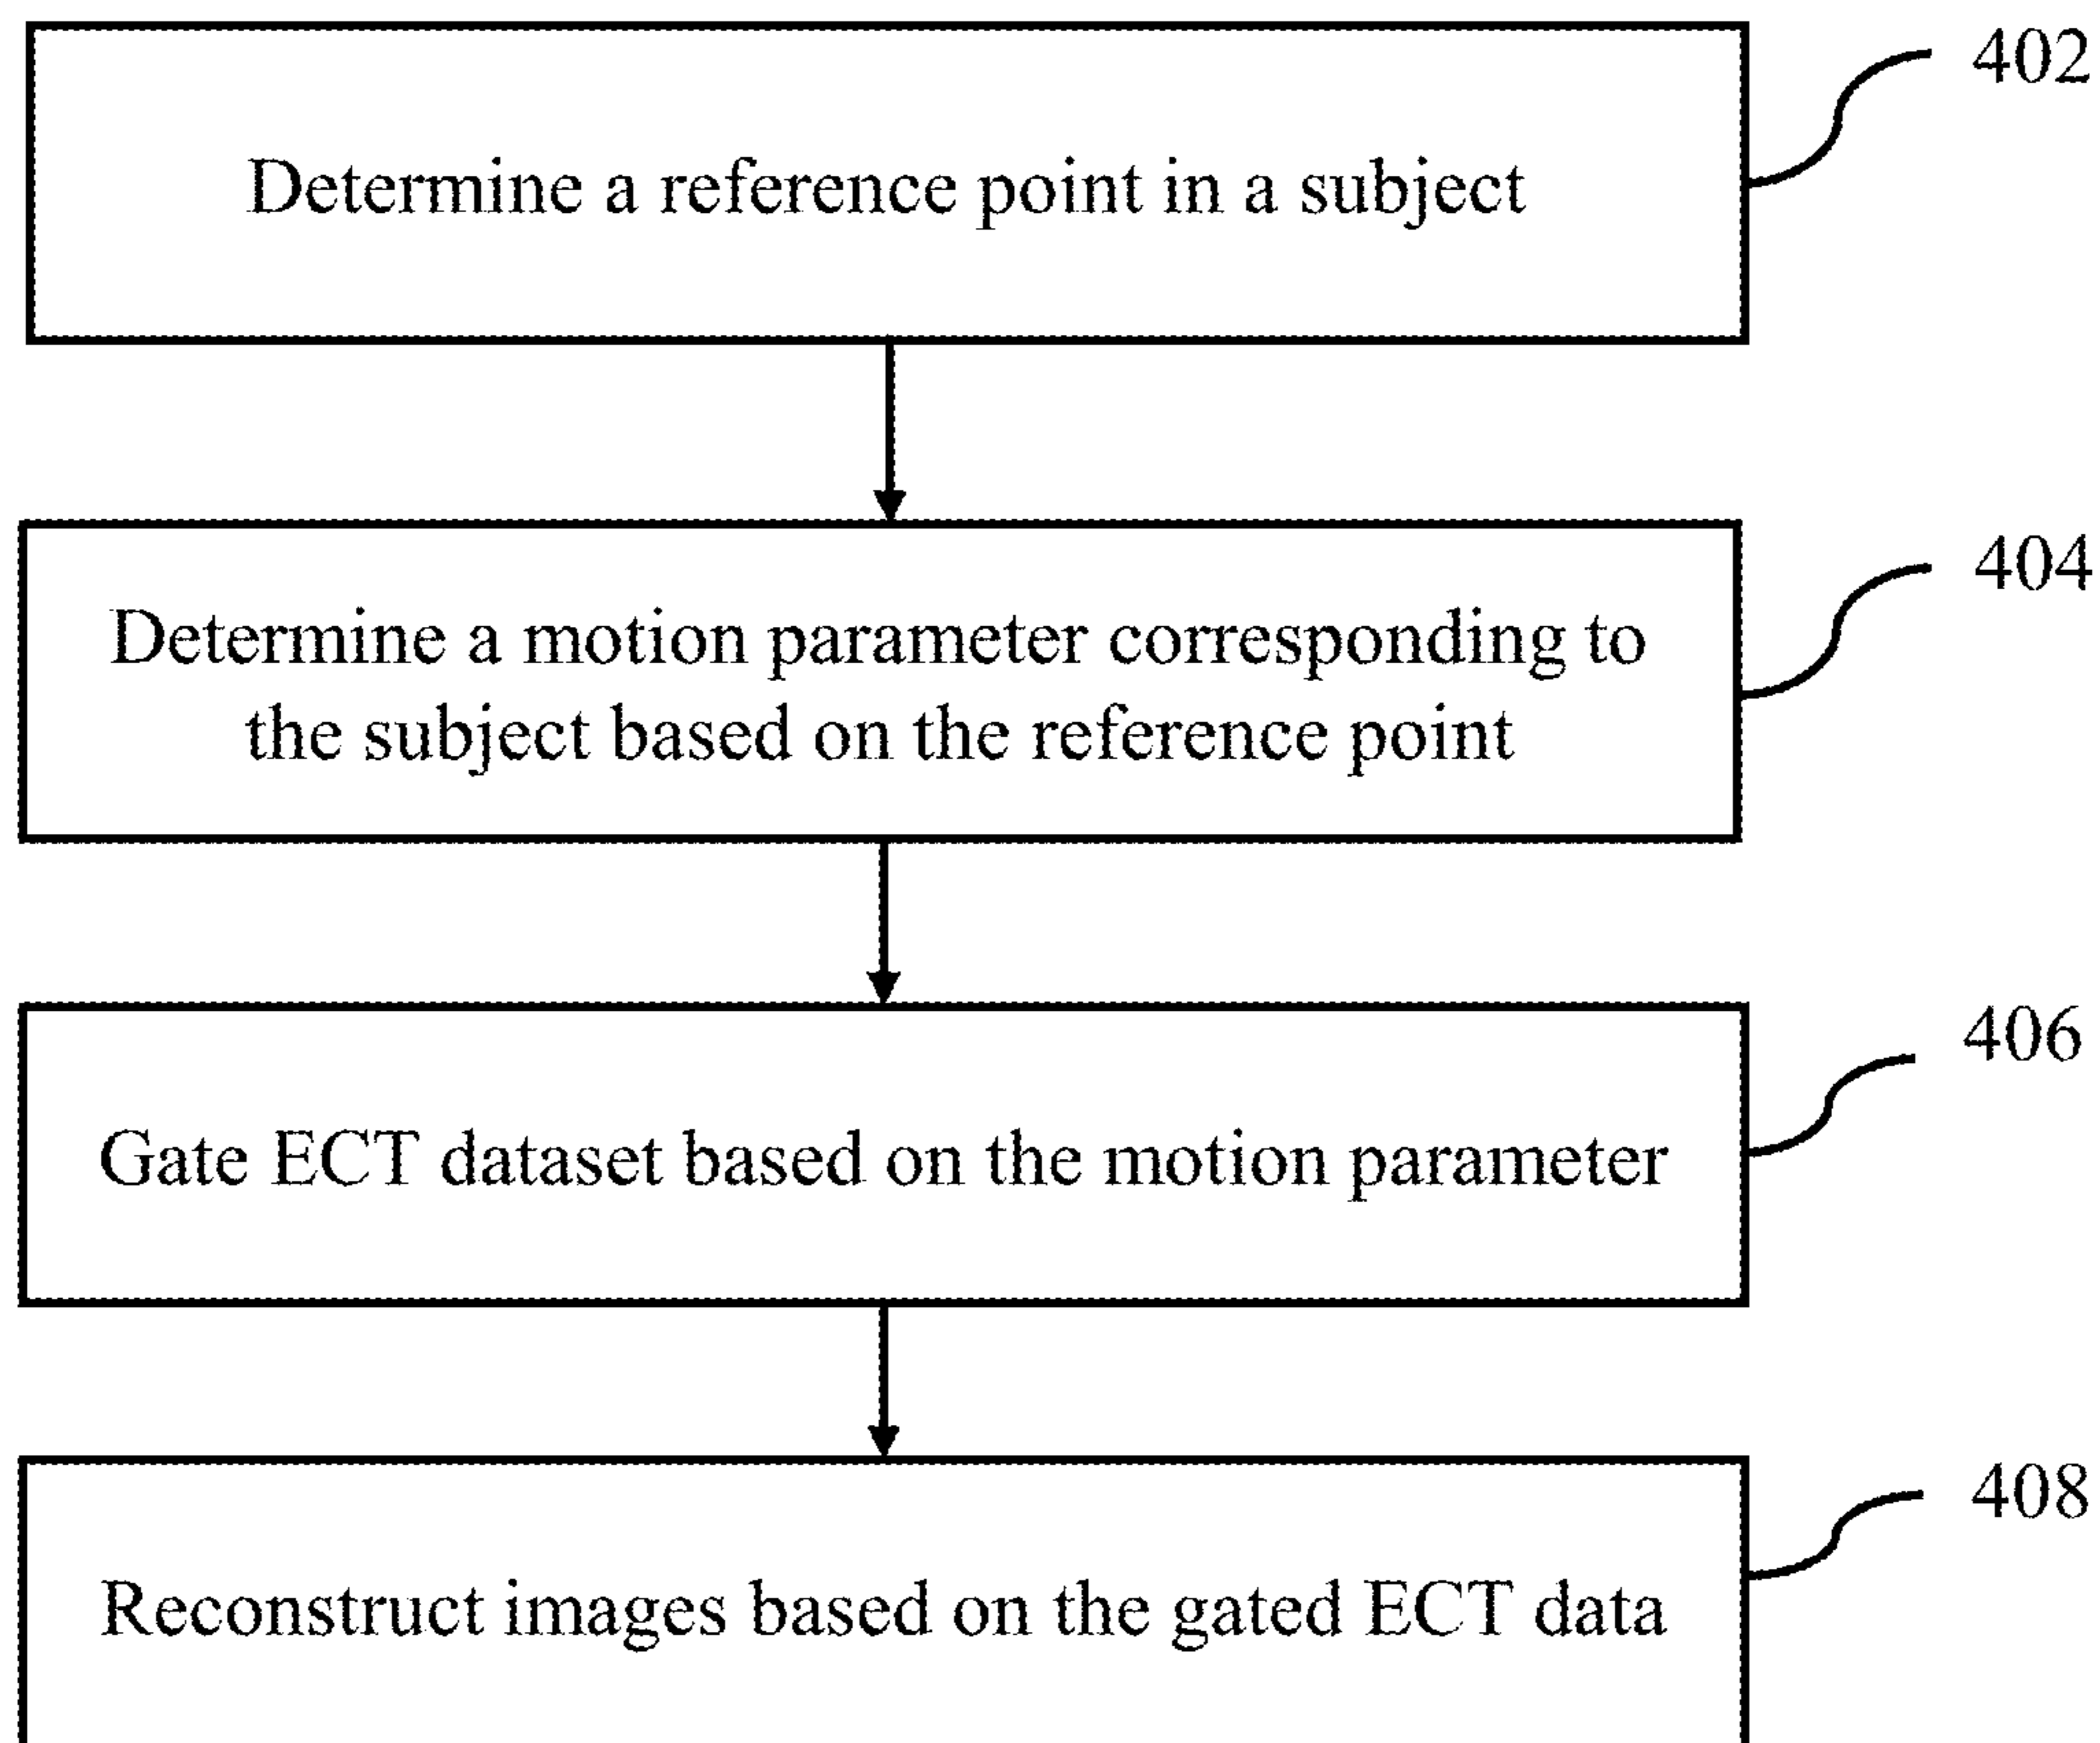 402
Determine a reference point in a subject
404
Determine a motion parameter corresponding to
the subject based on the reference point
406
Gate ECT dataset based on the motion parameter
408
Reconstruct images based on the gated ECT data